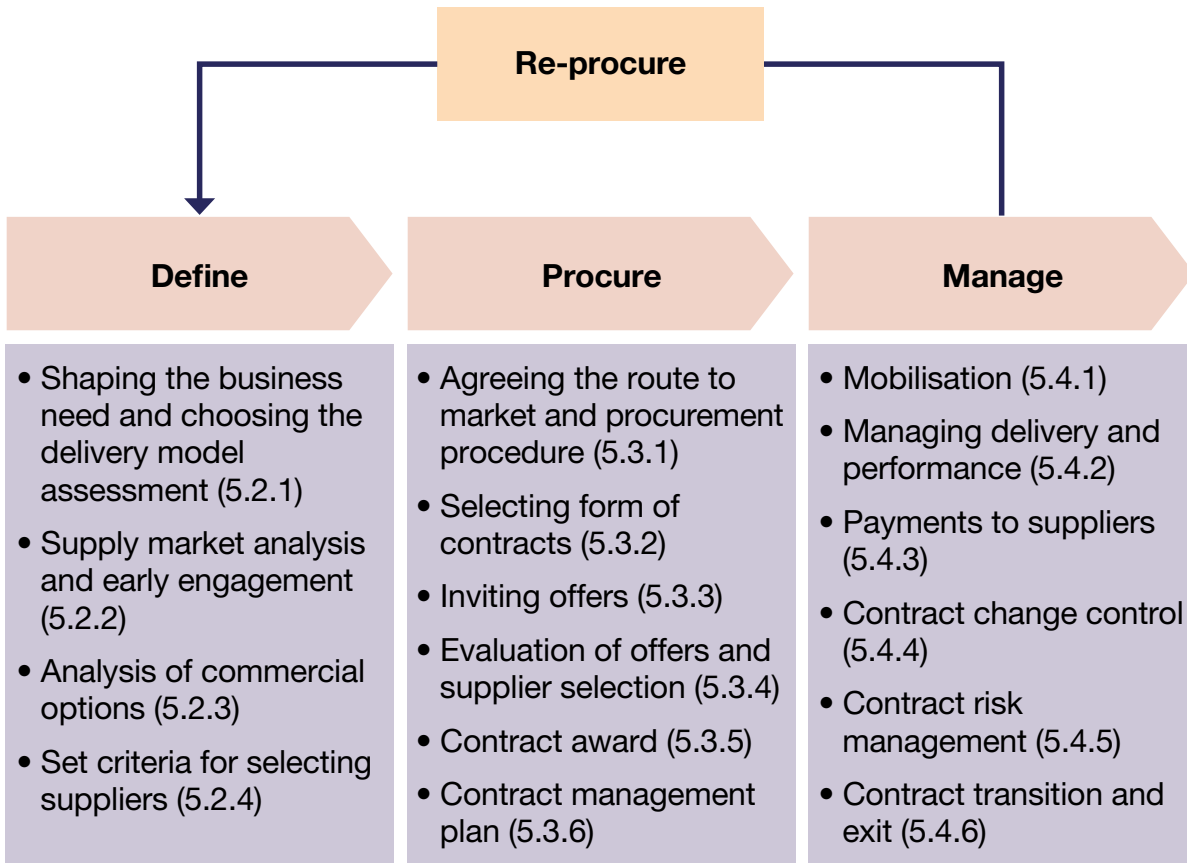 Re-procure
Define
• Shaping the business
need and choosing the
delivery model
assessment (5.2.1)
• Supply market analysis
and early engagement
(5.2.2)
• Analysis of commercial
options (5.2.3)
• Set criteria for selecting
suppliers (5.2.4)
Procure
• Agreeing the route to
market and procurement
procedure (5.3.1)
• Selecting form of
contracts (5.3.2)
• Inviting offers (5.3.3)
• Evaluation of offers and
supplier selection (5.3.4)
• Contract award (5.3.5)
• Contract management
plan (5.3.6)
Manage
• Mobilisation (5.4.1)
• Managing delivery and
performance (5.4.2)
• Payments to suppliers
(5.4.3)
• Contract change control
(5.4.4)
• Contract risk
management (5.4.5)
• Contract transition and
exit (5.4.6)